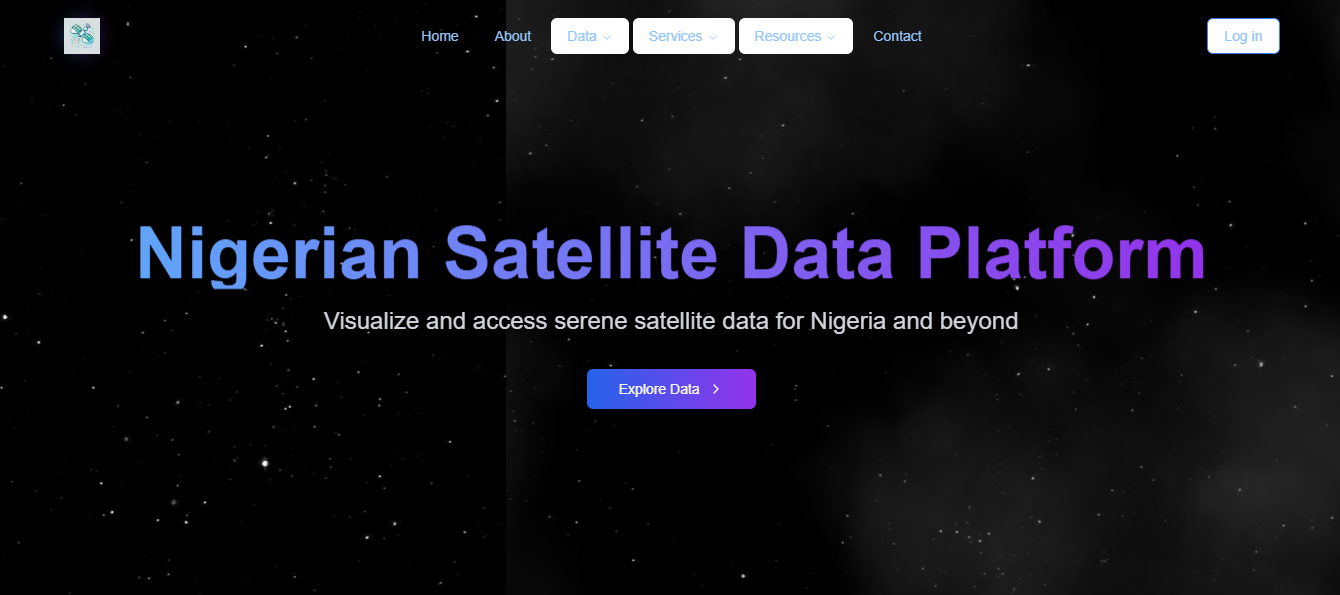 Home About Data Services Resources Contact Log in
Nigerian Satellite Data Platform
Visualize and access serene satellite data for Nigeria and beyond
Explore Data